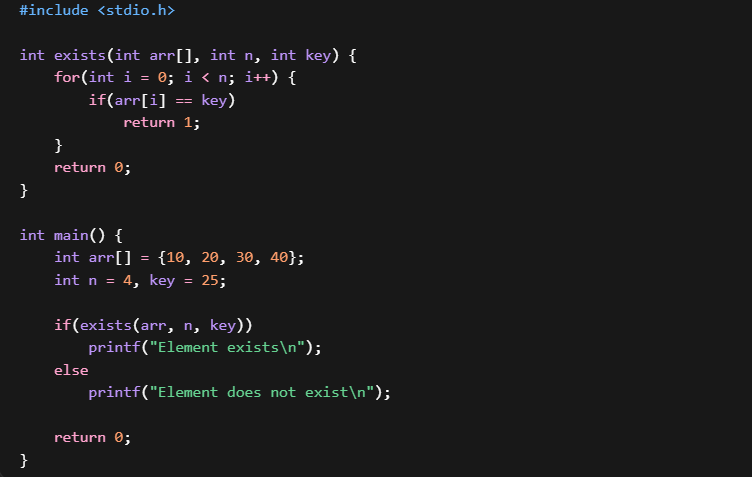 #include <stdio.h>

int exists(int arr[], int n, int key) {
    for(int i = 0; i < n; i++) {
        if(arr[i] == key)
            return 1;
    }
    return 0;
}

int main() {
    int arr[] = {10, 20, 30, 40};
    int n = 4, key = 25;

    if(exists(arr, n, key))
        printf("Element exists\n");
    else
        printf("Element does not exist\n");

    return 0;
}